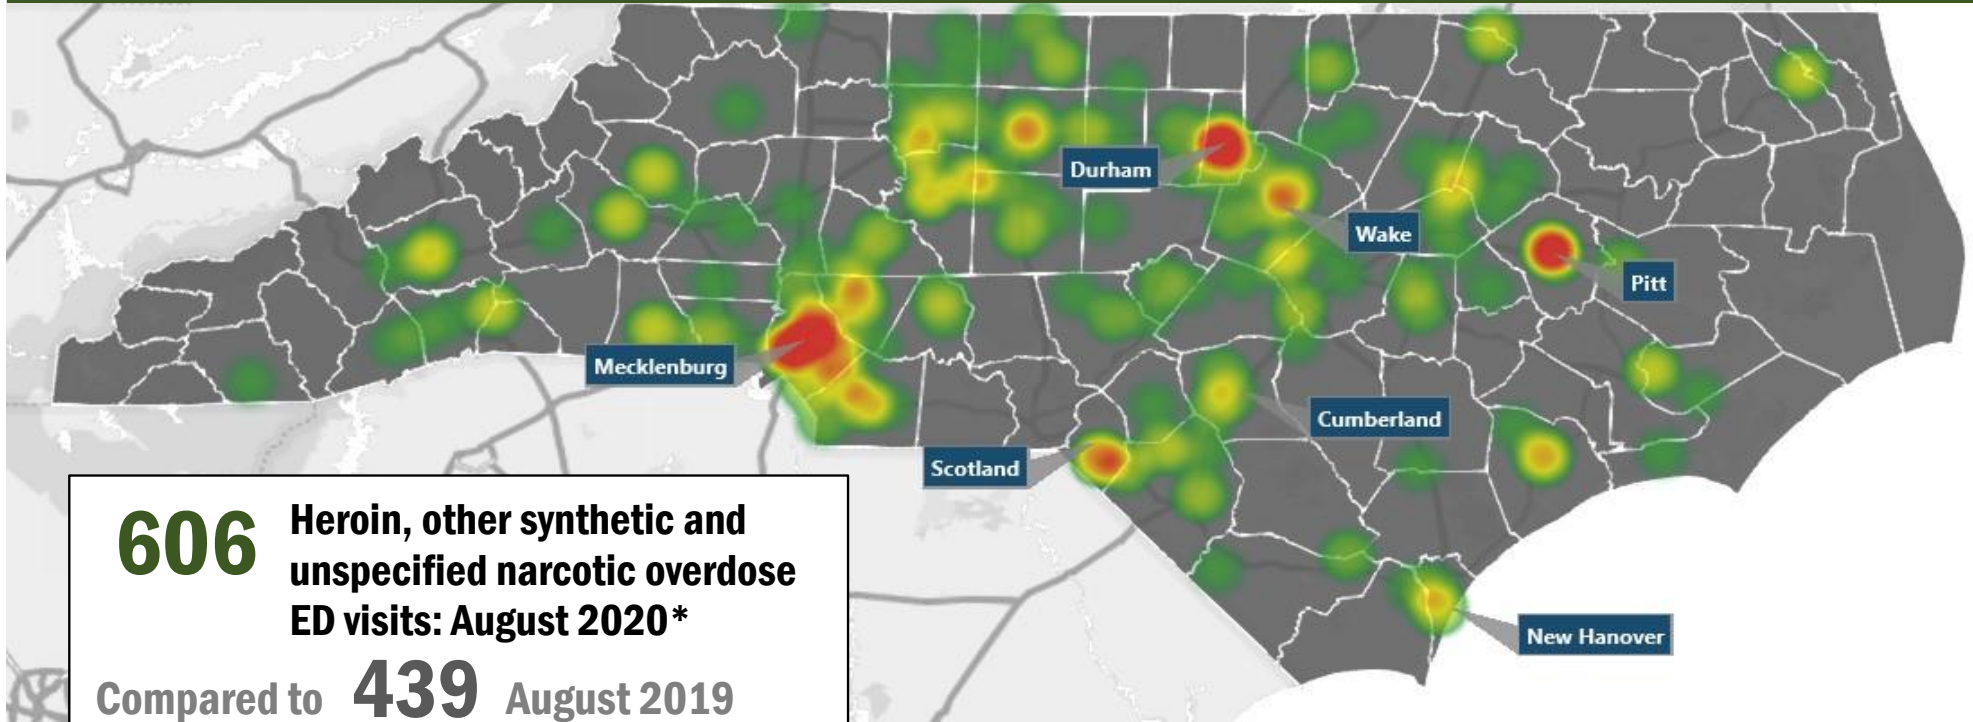 Durham
Wake
Pitt
Mecklenburg
Cumberland
Scotland
New Hanover
606
Heroin, other synthetic and
unspecified narcotic overdose
ED visits: August 2020*
Compared to 439 August 2019